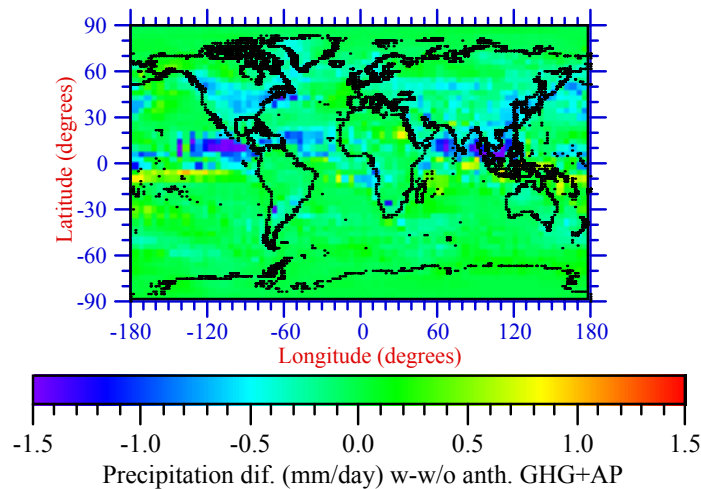 90
60
30
0
-30
-60
-90
Latitude (degrees)
-180 -120 -60 0 60 120 180
Longitude (degrees)
-1.5 -1.0 -0.5 0.0 0.5 1.0 1.5
Precipitation dif. (mm/day) w-w/o anth. GHG+AP